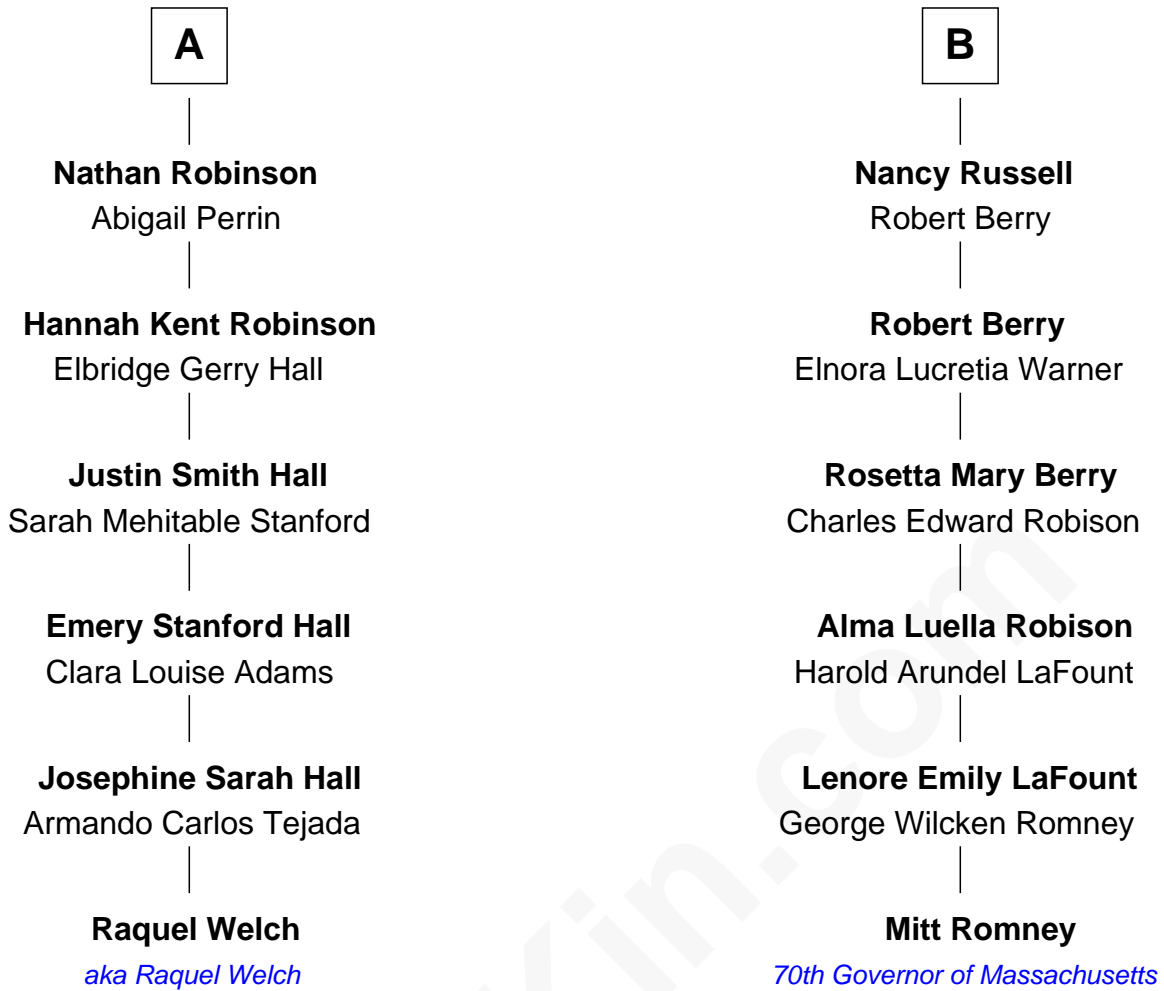 A
Nathan Robinson
Abigail Perrin
Hannah Kent Robinson
Elbridge Gerry Hall
Justin Smith Hall
Sarah Mehitable Stanford
Emery Stanford Hall
Clara Louise Adams
Josephine Sarah Hall
Armando Carlos Tejada
Raquel Welch
aka Raquel Welch
B
Nancy Russell
Robert Berry
Robert Berry
Elnora Lucretia Warner
Rosetta Mary Berry
Charles Edward Robison
Alma Luella Robison
Harold Arundel LaFount
Lenore Emily LaFount
George Wilcken Romney
Mitt Romney
70th Governor of Massachusetts